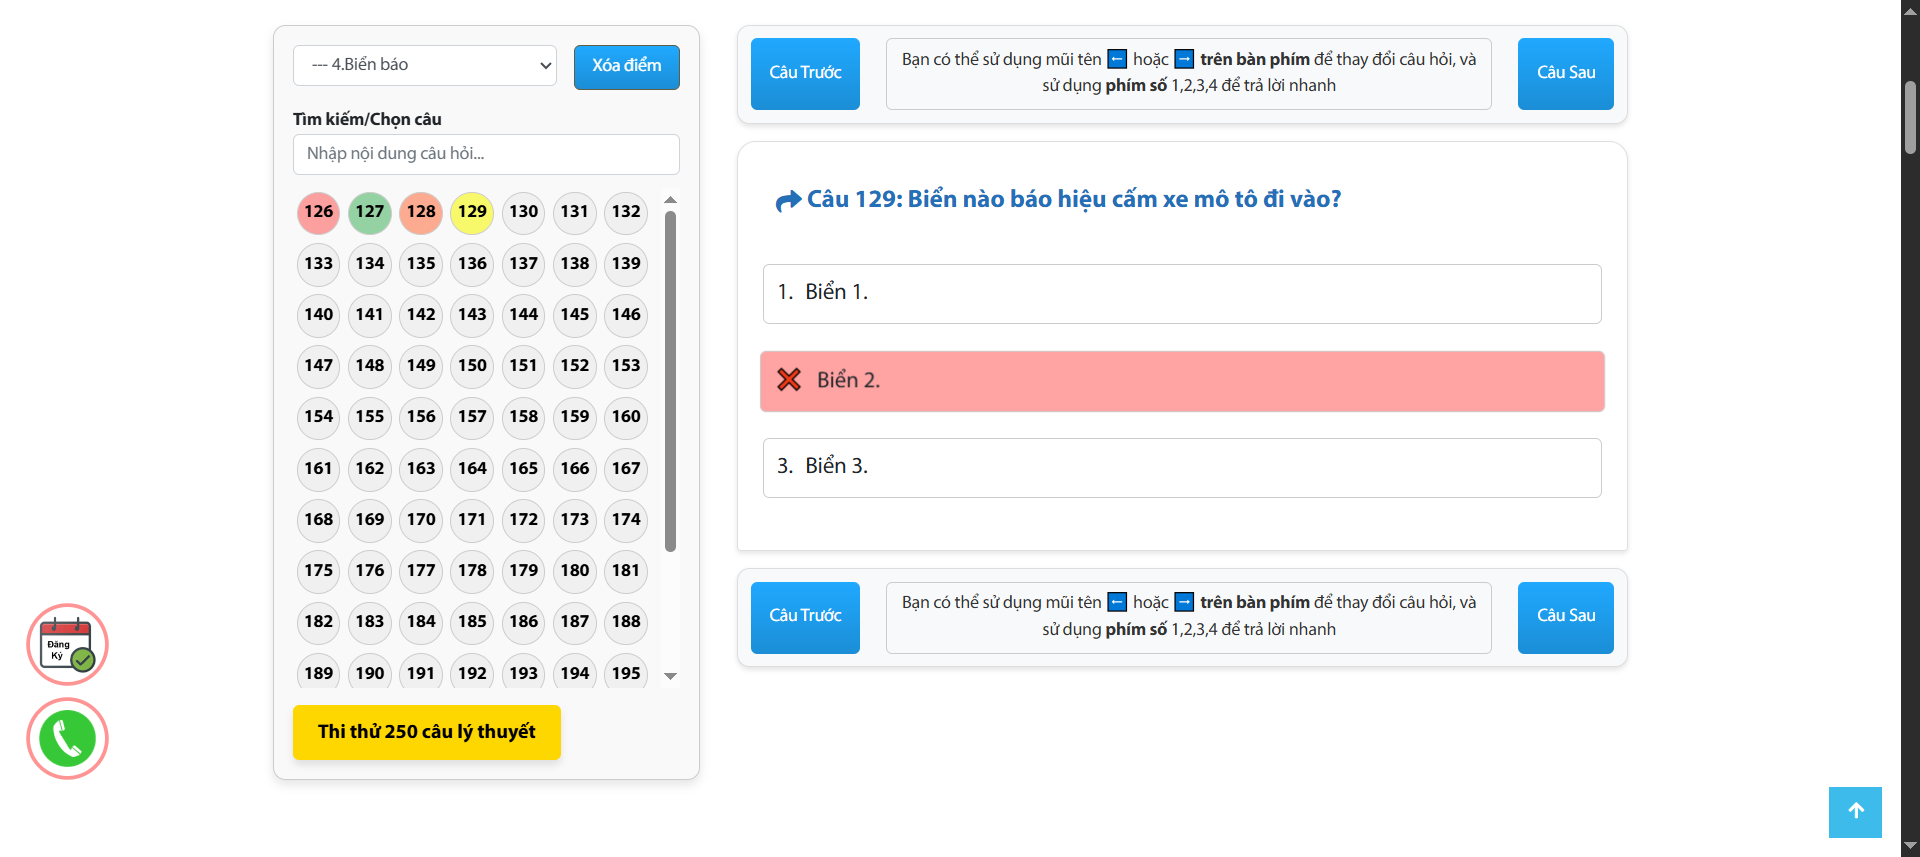 --- 4.Biển báo
Xóa điểm
Tìm kiếm/Chọn câu
Nhập nội dung câu hỏi...
126 127 128 129 130 131 132
133 134 135 136 137 138 139
140 141 142 143 144 145 146
147 148 149 150 151 152 153
154 155 156 157 158 159 160
161 162 163 164 165 166 167
168 169 170 171 172 173 174
175 176 177 178 179 180 181
182 183 184 185 186 187 188
189 190 191 192 193 194 195
Thi thử 250 câu lý thuyết
Câu Trước
Bạn có thể sử dụng mũi tên ← hoặc → trên bàn phím để thay đổi câu hỏi, và
sử dụng phím số 1,2,3,4 để trả lời nhanh
Câu Sau
Câu 129: Biển nào báo hiệu cấm xe mô tô đi vào?
1. Biển 1.
Biển 2.
3. Biển 3.
Câu Trước
Bạn có thể sử dụng mũi tên ← hoặc → trên bàn phím để thay đổi câu hỏi, và
sử dụng phím số 1,2,3,4 để trả lời nhanh
Câu Sau
Đăng
Ký